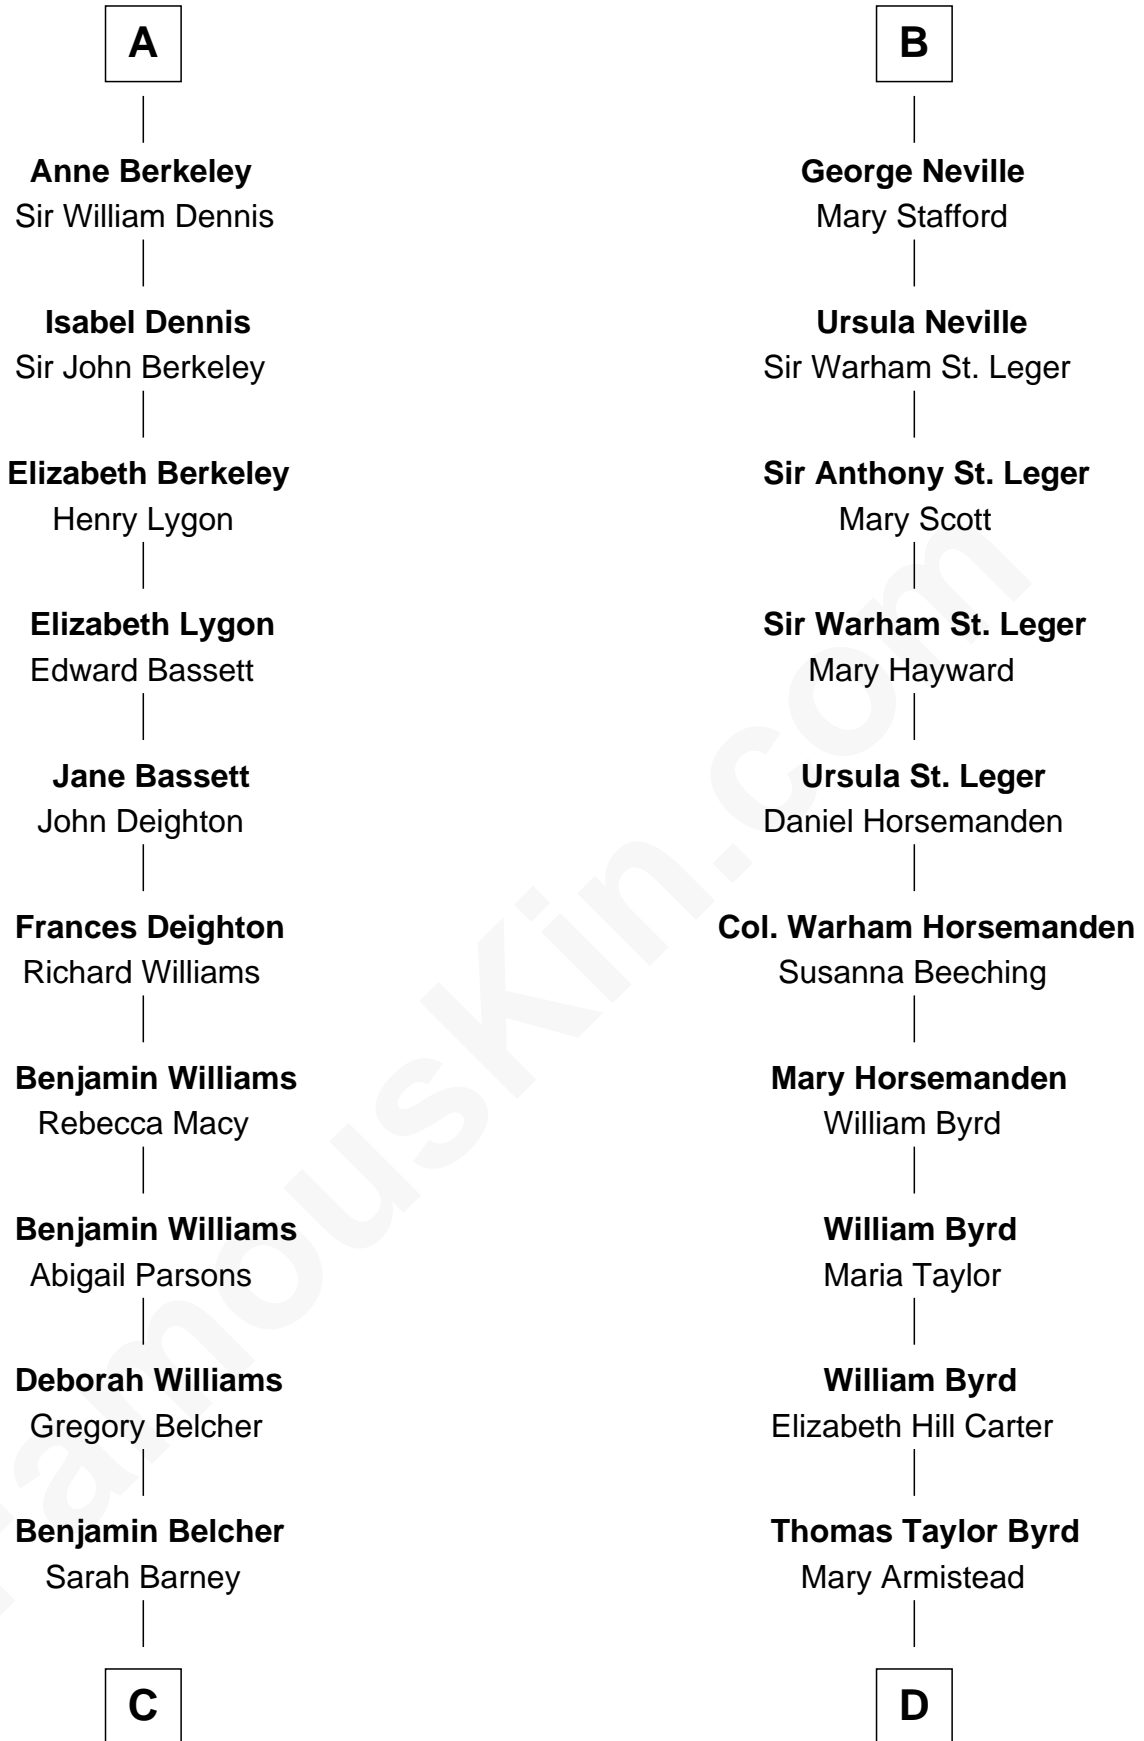 A
Anne Berkeley
Sir William Dennis
Isabel Dennis
Sir John Berkeley
Elizabeth Berkeley
Henry Lygon
Elizabeth Lygon
Edward Bassett
Jane Bassett
John Deighton
Frances Deighton
Richard Williams
Benjamin Williams
Rebecca Macy
Benjamin Williams
Abigail Parsons
Deborah Williams
Gregory Belcher
Benjamin Belcher
Sarah Barney
C
B
George Neville
Mary Stafford
Ursula Neville
Sir Warham St. Leger
Sir Anthony St. Leger
Mary Scott
Sir Warham St. Leger
Mary Hayward
Ursula St. Leger
Daniel Horsemanden
Col. Warham Horsemanden
Susanna Beeching
Mary Horsemanden
William Byrd
William Byrd
Maria Taylor
William Byrd
Elizabeth Hill Carter
Thomas Taylor Byrd
Mary Armistead
D
FamousKin.com